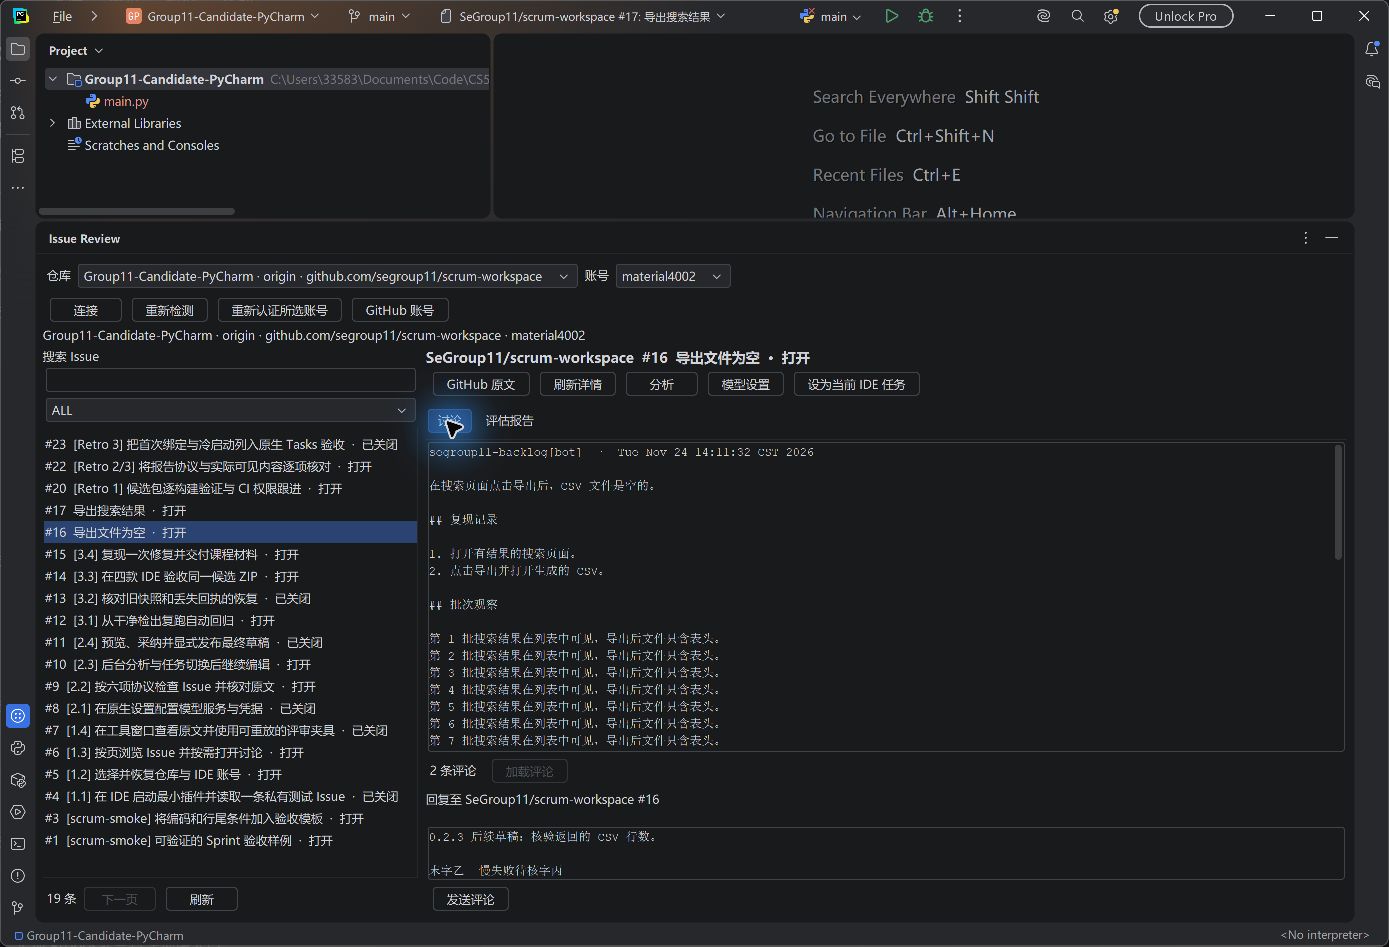 File
GP Group11-Candidate-PyCharm
main
SeGroup11/scrum-workspace #17: 导出搜索结果
main
Unlock Pro
Project
Group11-Candidate-PyCharm C:\Users\33583\Documents\Code\CS5
main.py
External Libraries
Scratches and Consoles
Search Everywhere Shift Shift
Go to File Ctrl+Shift+N
Recent Files Ctrl+E
Navigation Bar Alt+Home
Issue Review
仓库 Group11-Candidate-PyCharm · origin · github.com/segroup11/scrum-workspace 账号 material4002
连接 重新检测 重新认证所选账号 GitHub 账号
Group11-Candidate-PyCharm · origin · github.com/segroup11/scrum-workspace · material4002
搜索 Issue
ALL
#23 [Retro 3] 把首次绑定与冷启动列入原生 Tasks 验收 · 已关闭
#22 [Retro 2/3] 将报告协议与实际可见内容逐项核对 · 打开
#20 [Retro 1] 候选包逐构建验证与 CI 权限跟进 · 打开
#17 导出搜索结果 · 打开
#16 导出文件为空 · 打开
#15 [3.4] 复现一次修复并交付课程材料 · 打开
#14 [3.3] 在四款 IDE 验收同一候选 ZIP · 打开
#13 [3.2] 核对旧快照和丢失回执的恢复 · 已关闭
#12 [3.1] 从干净检出复跑自动回归 · 打开
#11 [2.4] 预览、采纳并显式发布最终草稿 · 已关闭
#10 [2.3] 后台分析与任务切换后继续编辑 · 打开
#9 [2.2] 按六项协议检查 Issue 并核对原文 · 打开
#8 [2.1] 在原生设置配置模型服务与凭据 · 已关闭
#7 [1.4] 在工具窗口查看原文并使用可重放的评审夹具 · 已关闭
#6 [1.3] 按页浏览 Issue 并按需打开讨论 · 打开
#5 [1.2] 选择并恢复仓库与 IDE 账号 · 打开
#4 [1.1] 在 IDE 启动最小插件并读取一条私有测试 Issue · 已关闭
#3 [scrum-smoke] 将编码和行尾条件加入验收模板 · 打开
#1 [scrum-smoke] 可验证的 Sprint 验收样例 · 打开
19 条 下一页 刷新
SeGroup11/scrum-workspace #16 导出文件为空 • 打开
GitHub 原文 刷新详情 分析 模型设置 设为当前 IDE 任务
讨论 评估报告
segroup11-backlog[bot] · Tue Nov 24 14:11:32 CST 2026
在搜索页面点击导出后，CSV 文件是空的。
## 复现记录
1. 打开有结果的搜索页面。
2. 点击导出并打开生成的 CSV。
## 批次观察
第 1 批搜索结果在列表中可见，导出后文件只含表头。
第 2 批搜索结果在列表中可见，导出后文件只含表头。
第 3 批搜索结果在列表中可见，导出后文件只含表头。
第 4 批搜索结果在列表中可见，导出后文件只含表头。
第 5 批搜索结果在列表中可见，导出后文件只含表头。
第 6 批搜索结果在列表中可见，导出后文件只含表头。
第 7 批搜索结果在列表中可见，导出后文件只含表头。
2 条评论 加载评论
回复至 SeGroup11/scrum-workspace #16
0.2.3 后续草稿：核验返回的 CSV 行数。
发送评论
Group11-Candidate-PyCharm
<No interpreter>